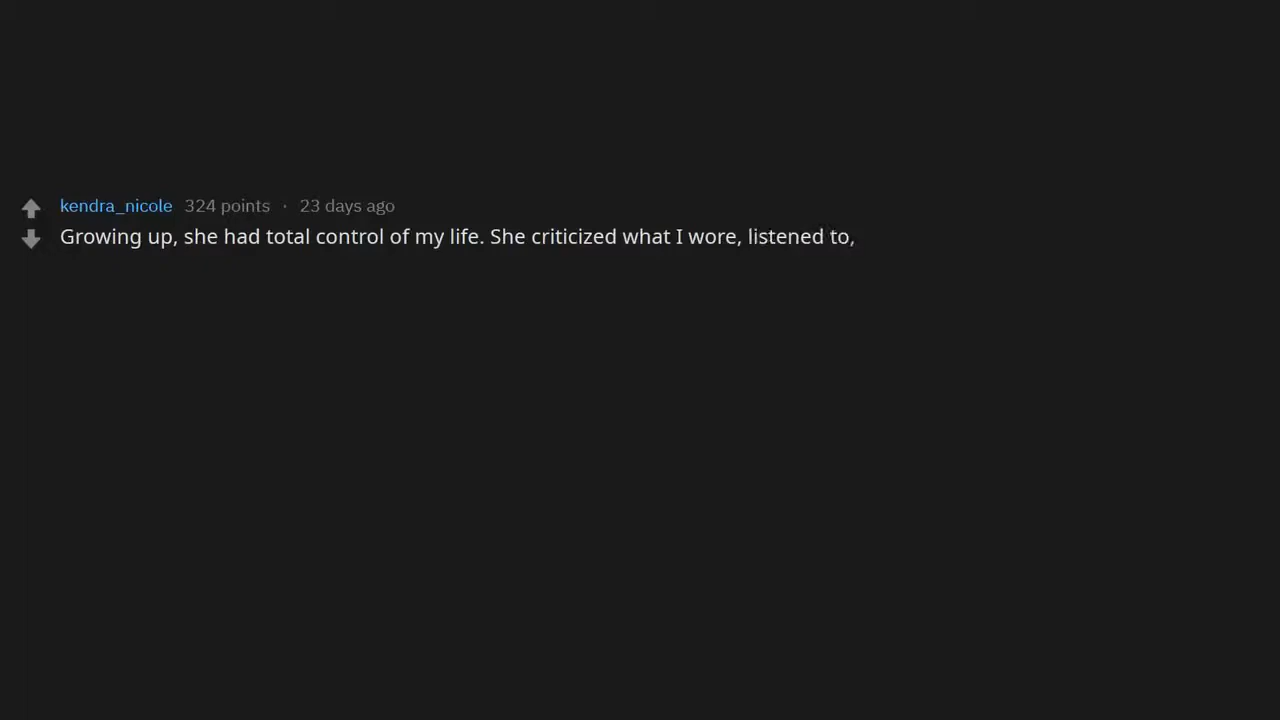 kendra_nicole 324 points · 23 days ago
Growing up, she had total control of my life. She criticized what I wore, listened to,